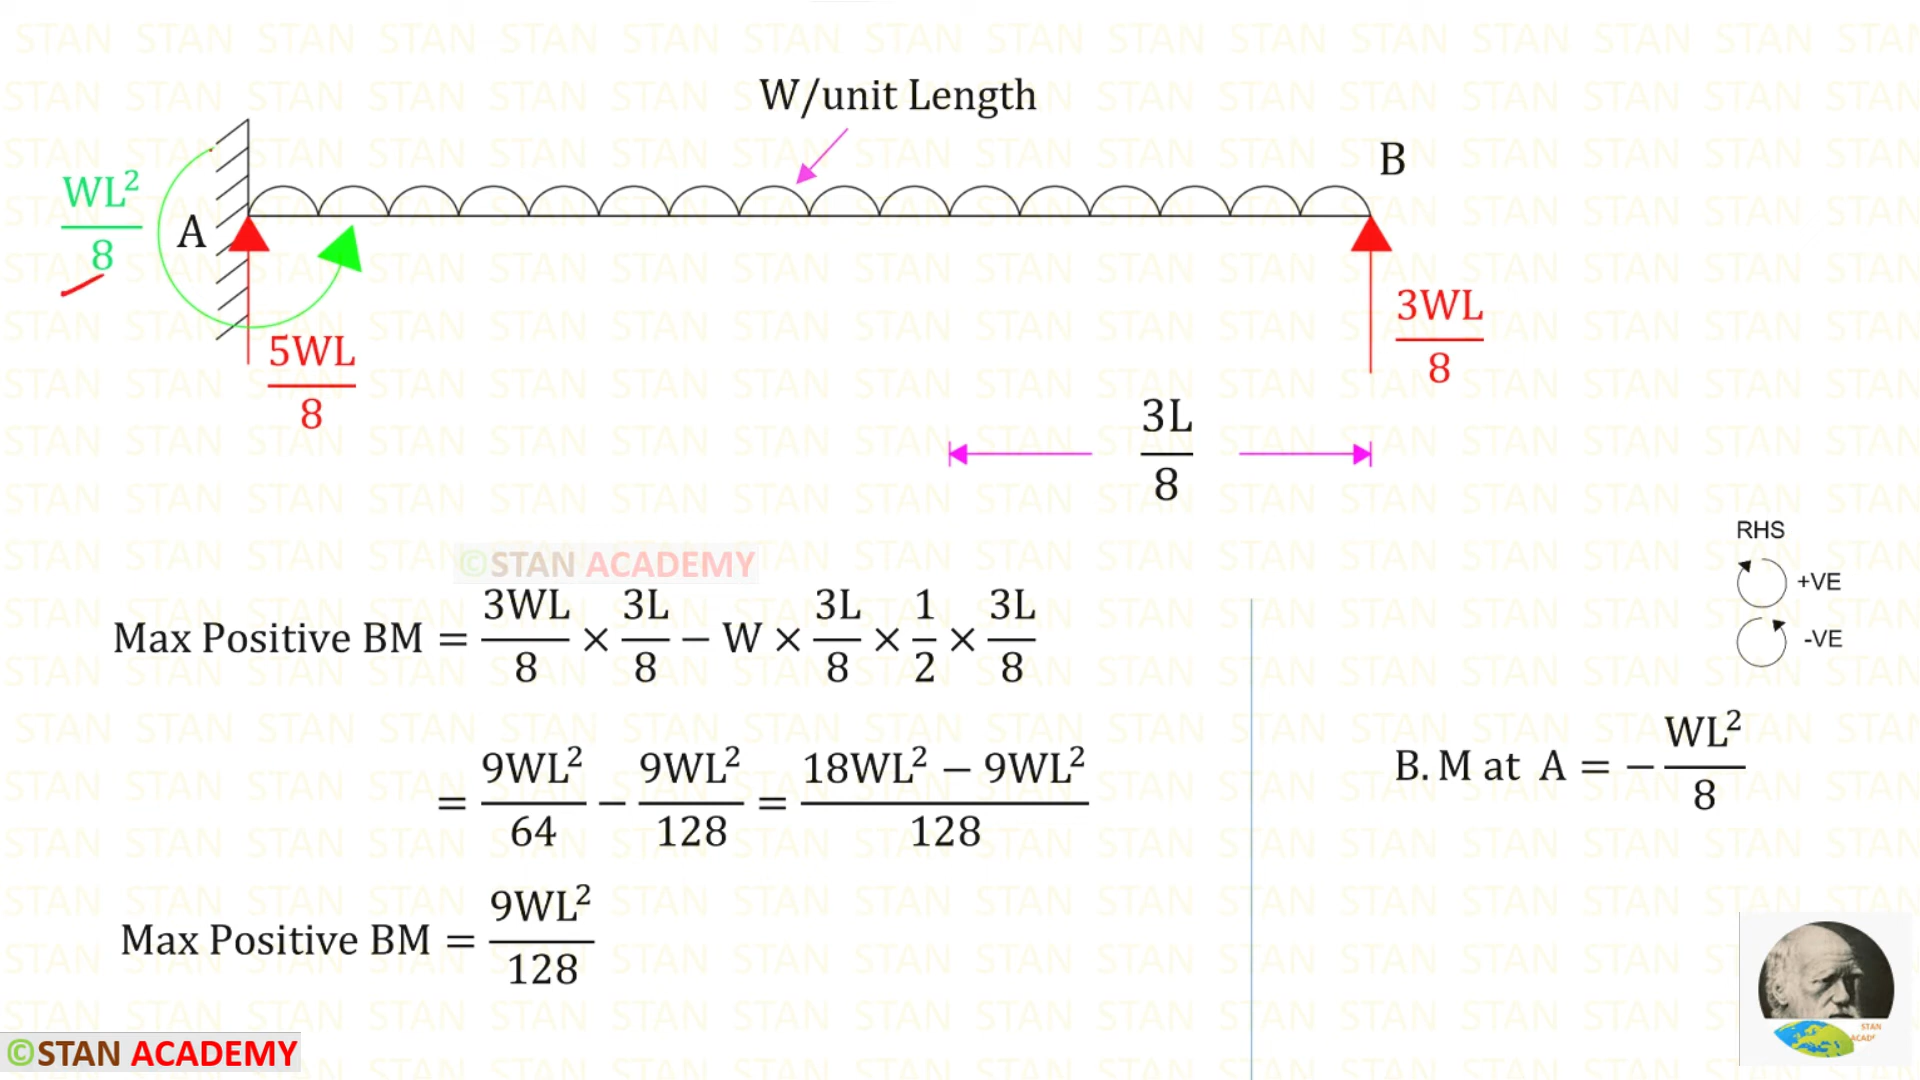 W/unit Length
B
WL²/8
A
5WL/8
3WL/8
3L/8
RHS
+VE
-VE
©STAN ACADEMY
Max Positive BM = 3WL/8 × 3L/8 − W × 3L/8 × 1/2 × 3L/8
= 9WL²/64 − 9WL²/128 = (18WL² − 9WL²)/128
B. M at A = − WL²/8
Max Positive BM = 9WL²/128
©STAN ACADEMY